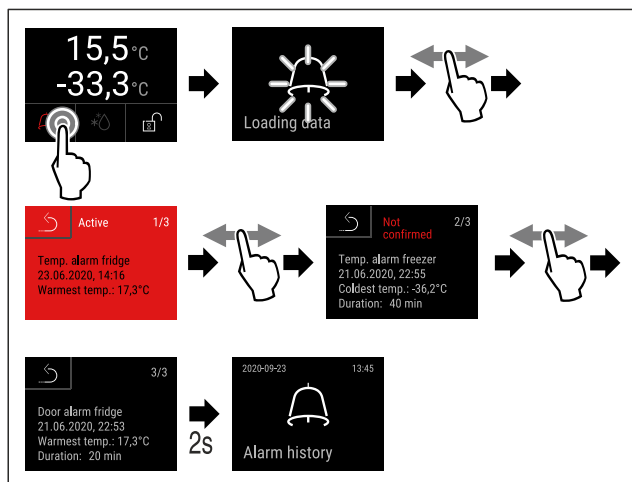 15,5°C
-33,3°C
Loading data
Active 1/3
Temp. alarm fridge
23.06.2020, 14:16
Warmest temp.: 17,3°C
Not
confirmed
2/3
Temp. alarm freezer
21.06.2020, 22:55
Coldest temp.: -36,2°C
Duration: 40 min
3/3
Door alarm fridge
21.06.2020, 22:53
Warmest temp.: 17,3°C
Duration: 20 min
2s
2020-09-23 13:45
Alarm history